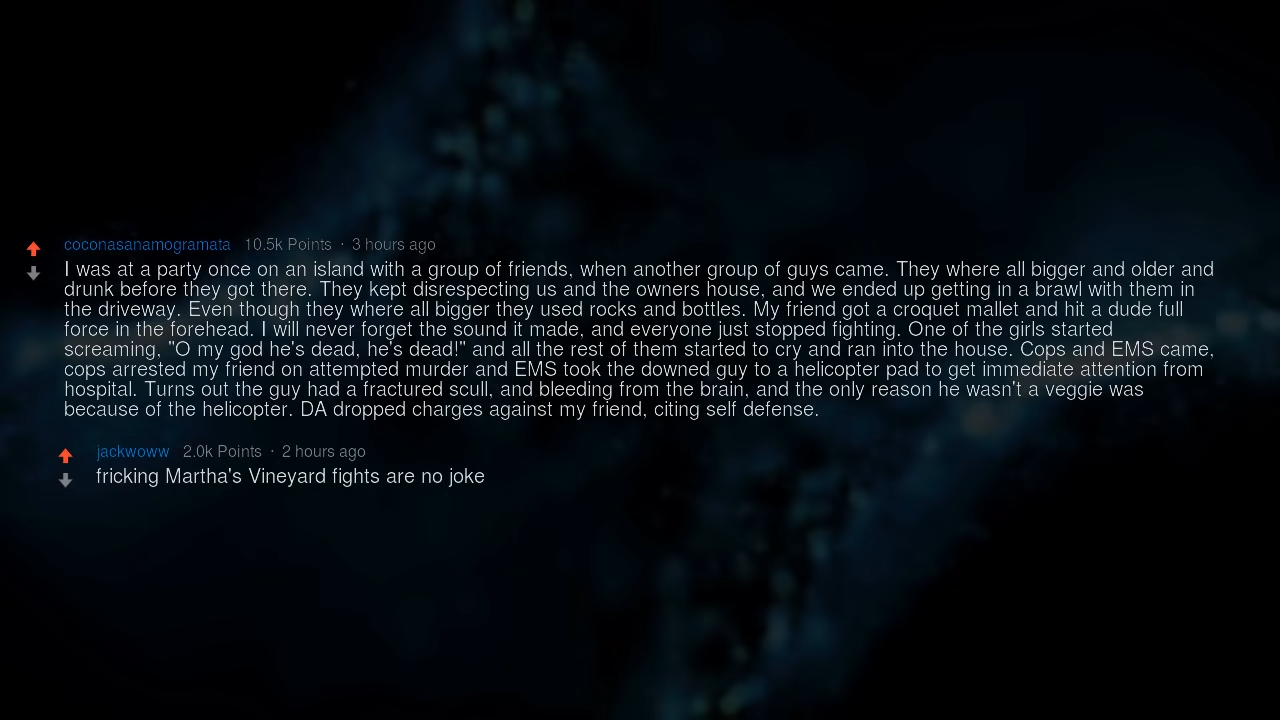 coconasanamogramata 10.5k Points · 3 hours ago
I was at a party once on an island with a group of friends, when another group of guys came. They where all bigger and older and
drunk before they got there. They kept disrespecting us and the owners house, and we ended up getting in a brawl with them in
the driveway. Even though they where all bigger they used rocks and bottles. My friend got a croquet mallet and hit a dude full
force in the forehead. I will never forget the sound it made, and everyone just stopped fighting. One of the girls started
screaming, "O my god he's dead, he's dead!" and all the rest of them started to cry and ran into the house. Cops and EMS came,
cops arrested my friend on attempted murder and EMS took the downed guy to a helicopter pad to get immediate attention from
hospital. Turns out the guy had a fractured scull, and bleeding from the brain, and the only reason he wasn't a veggie was
because of the helicopter. DA dropped charges against my friend, citing self defense.
jackwoww 2.0k Points · 2 hours ago
fricking Martha's Vineyard fights are no joke